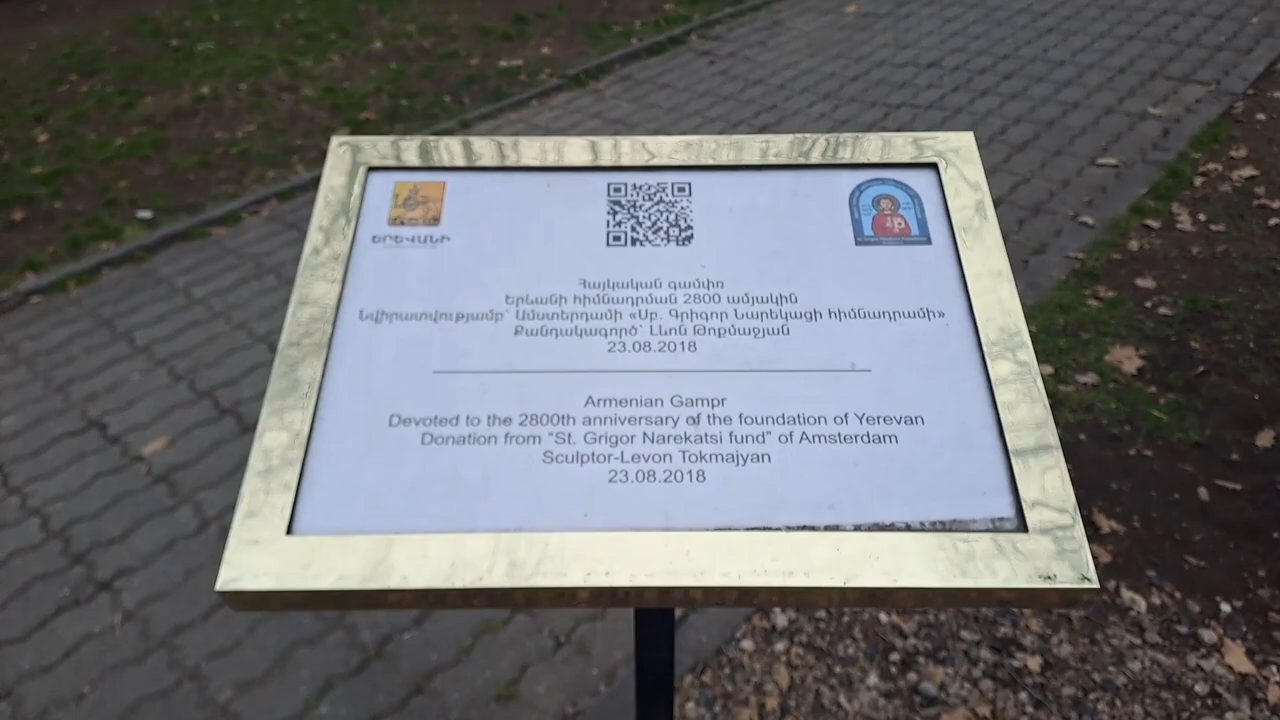 ԵՐԵՎԱՆԻ
Հայկական գամփռ
Երևանի հիմնադրման 2800 ամյակին
Նվիրատվությամբ՝ Ամստերդամի «Սբ. Գրիգոր Նարեկացի հիմնադրամի»
Քանդակագործ՝ Լևոն Թոքմաջյան
23.08.2018
Armenian Gampr
Devoted to the 2800th anniversary of the foundation of Yerevan
Donation from “St. Grigor Narekatsi fund” of Amsterdam
Sculptor-Levon Tokmajyan
23.08.2018